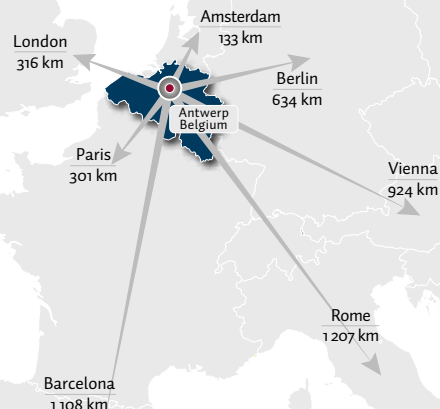 Amsterdam
133 km
London
316 km
Berlin
634 km
Antwerp
Belgium
Paris
301 km
Vienna
924 km
Rome
1 207 km
Barcelona
1 108 km